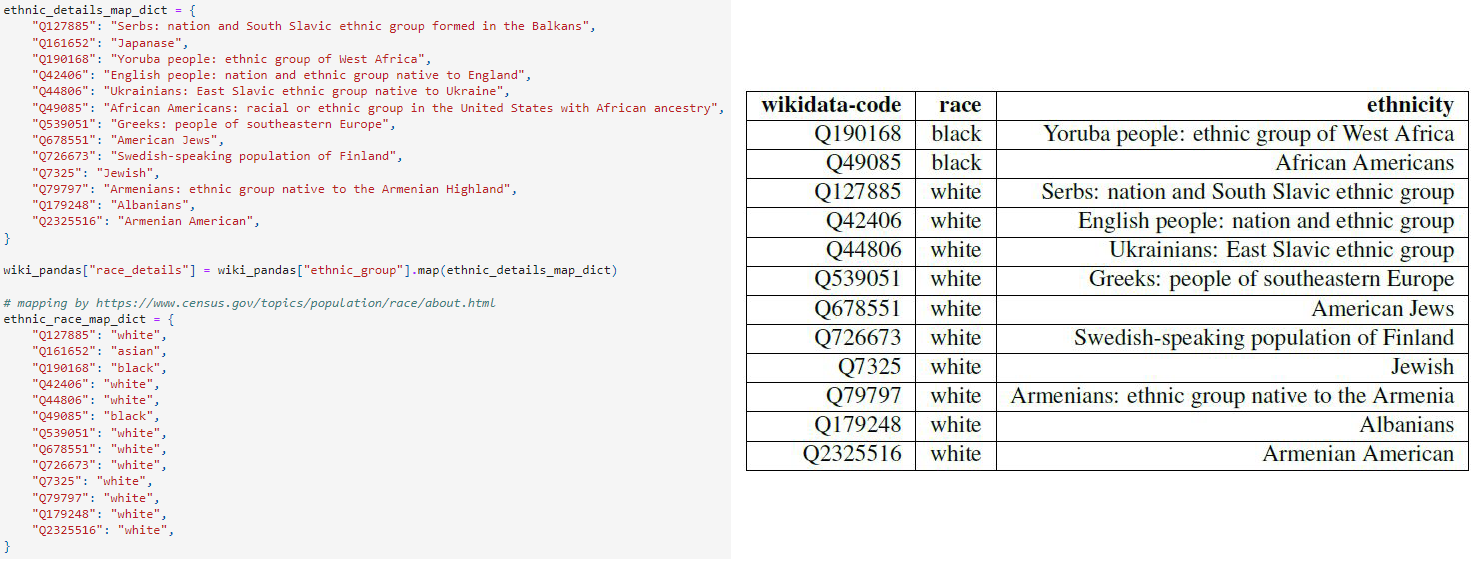 ethnic_details_map_dict = {
    "Q127885": "Serbs: nation and South Slavic ethnic group formed in the Balkans",
    "Q161652": "Japanase",
    "Q190168": "Yoruba people: ethnic group of West Africa",
    "Q42406": "English people: nation and ethnic group native to England",
    "Q44806": "Ukrainians: East Slavic ethnic group native to Ukraine",
    "Q49085": "African Americans: racial or ethnic group in the United States with African ancestry",
    "Q539051": "Greeks: people of southeastern Europe",
    "Q678551": "American Jews",
    "Q726673": "Swedish-speaking population of Finland",
    "Q7325": "Jewish",
    "Q79797": "Armenians: ethnic group native to the Armenian Highland",
    "Q179248": "Albanians",
    "Q2325516": "Armenian American",
}
wiki_pandas["race_details"] = wiki_pandas["ethnic_group"].map(ethnic_details_map_dict)
# mapping by https://www.census.gov/topics/population/race/about.html
ethnic_race_map_dict = {
    "Q127885": "white",
    "Q161652": "asian",
    "Q190168": "black",
    "Q42406": "white",
    "Q44806": "white",
    "Q49085": "black",
    "Q539051": "white",
    "Q678551": "white",
    "Q726673": "white",
    "Q7325": "white",
    "Q79797": "white",
    "Q179248": "white",
    "Q2325516": "white",
}
wikidata-code race ethnicity
Q190168 black Yoruba people: ethnic group of West Africa
Q49085 black African Americans
Q127885 white Serbs: nation and South Slavic ethnic group
Q42406 white English people: nation and ethnic group
Q44806 white Ukrainians: East Slavic ethnic group
Q539051 white Greeks: people of southeastern Europe
Q678551 white American Jews
Q726673 white Swedish-speaking population of Finland
Q7325 white Jewish
Q79797 white Armenians: ethnic group native to the Armenia
Q179248 white Albanians
Q2325516 white Armenian American